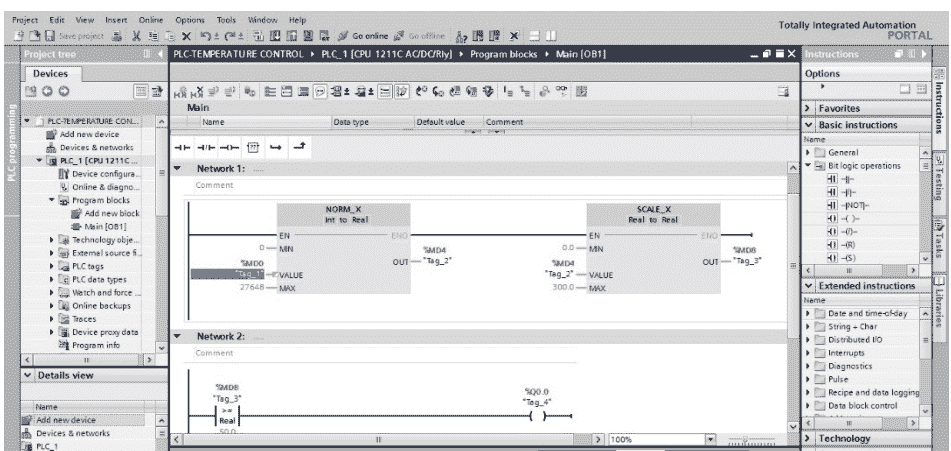 Project Edit View Insert Online Options Tools Window Help
Totally Integrated Automation
PORTAL
Save project Go online Go offline
Project tree
PLC-TEMPERATURE CONTROL PLC_1 [CPU 1211C AC/DC/Rly] Program blocks Main [OB1]
Instructions
Devices
Options
PLC programming
Main
Name Data type Default value Comment
PLC-TEMPERATURE CON...
Add new device
Devices & networks
PLC_1 [CPU 1211C ...
Device configura...
Online & diagno...
Program blocks
Add new block
Main [OB1]
Technology obje...
External source fi...
PLC tags
PLC data types
Watch and force ...
Online backups
Traces
Device proxy data
Program info
Details view
Name
Add new device
Devices & networks
PLC_1
Network 1: .....
Comment
NORM_X
Int to Real
EN ENO
0 MIN
%MD0
"Tag_1" VALUE
27648 MAX
%MD4
OUT "Tag_2"
SCALE_X
Real to Real
EN ENO
0.0 MIN
%MD4
"Tag_2" VALUE
300.0 MAX
%MD8
OUT "Tag_3"
Network 2: .....
Comment
%MD8
"Tag_3"
>=
Real
50.0
%Q0.0
"Tag_4"
( )
100%
Favorites
Basic instructions
Name
General
Bit logic operations
-| |-
-|/|-
-|NOT|-
-( )-
-(/)-
-(R)
-(S)
Extended instructions
Name
Date and time-of-day
String + Char
Distributed I/O
Interrupts
Diagnostics
Pulse
Recipe and data logging
Data block control
Technology
Instructions
Testing
Tasks
Libraries